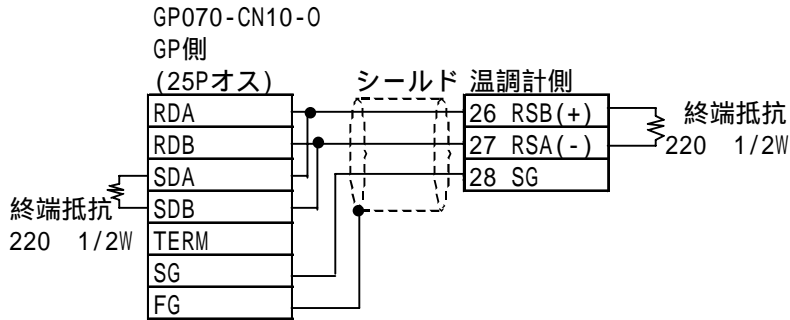 GP070-CN10-O
GP側
(25Pオス)
シールド
温調計側
RDA
RDB
SDA
SDB
TERM
SG
FG
26 RSB(+)
27 RSA(-)
28 SG
終端抵抗
220 1/2W
終端抵抗
220 1/2W